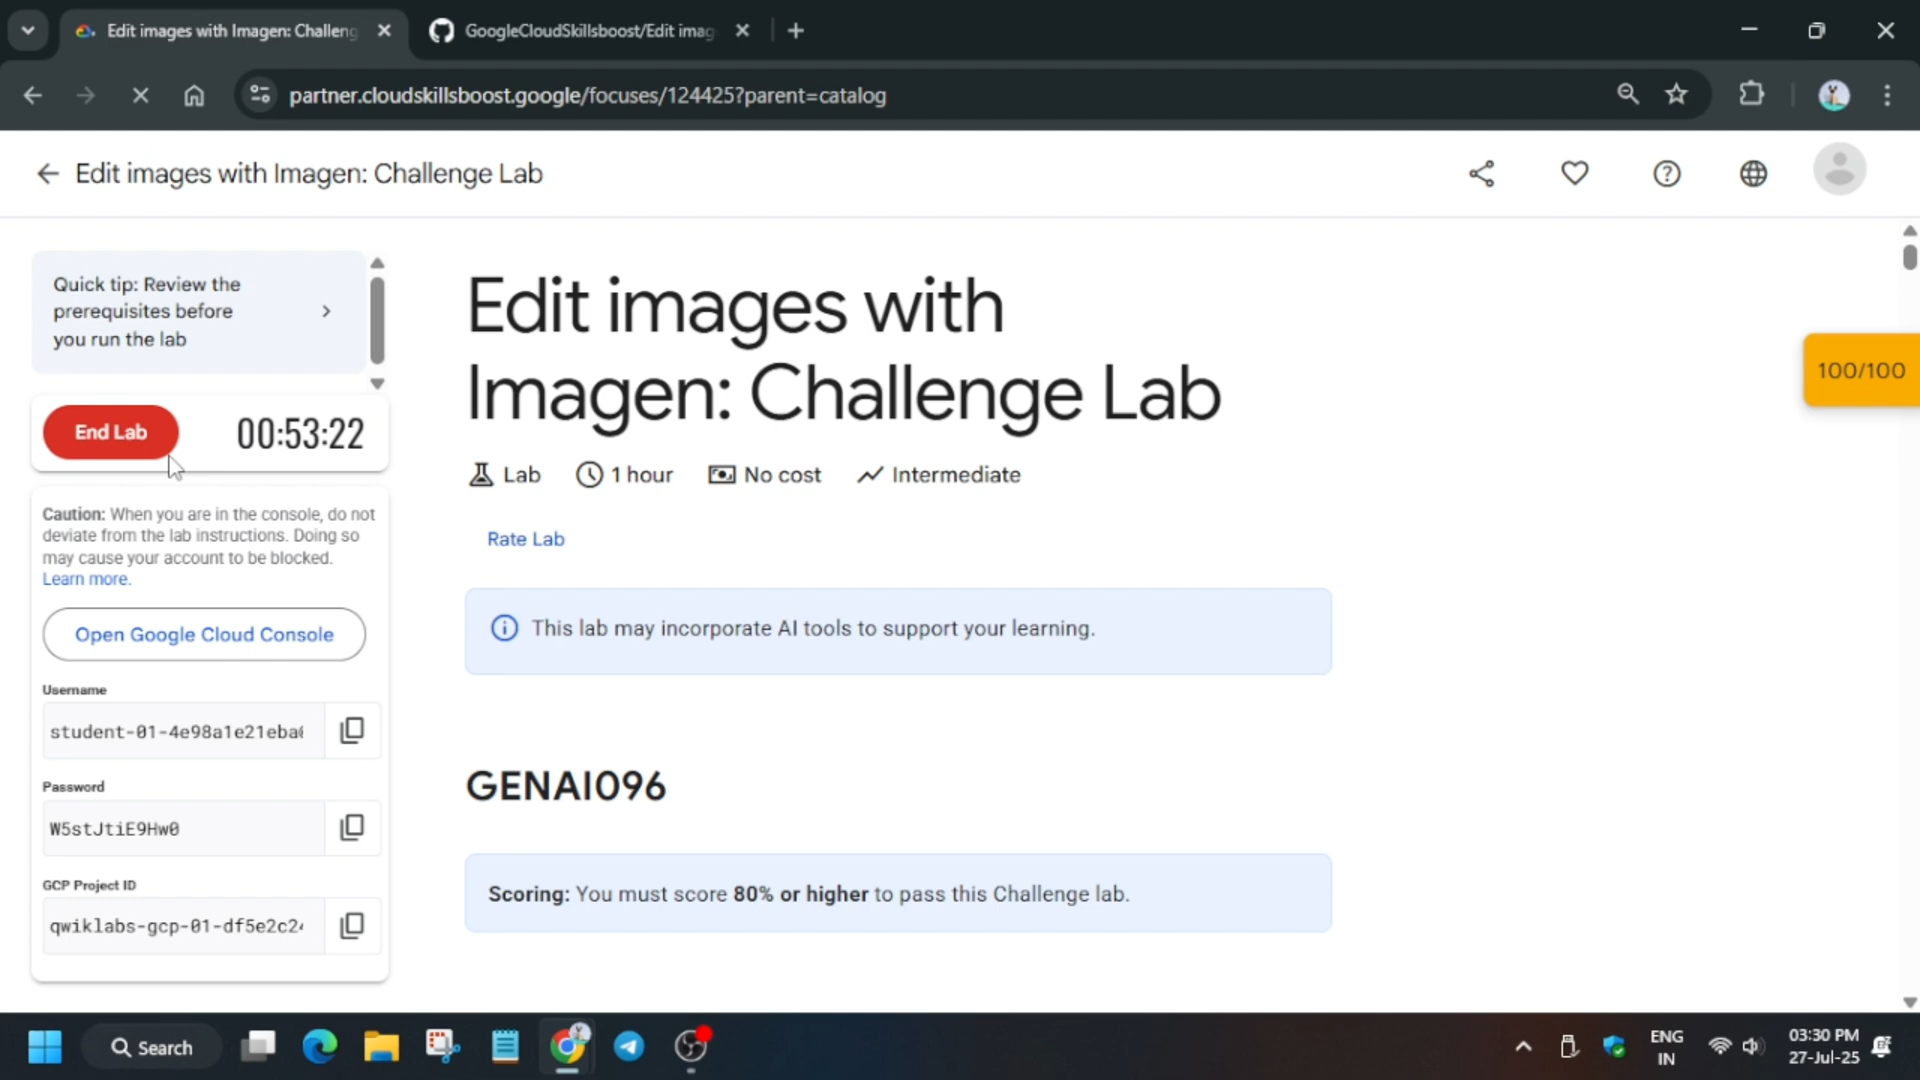 Edit images with Imagen: Challeng
GoogleCloudSkillsboost/Edit imag
partner.cloudskillsboost.google/focuses/124425?parent=catalog
Edit images with Imagen: Challenge Lab
Quick tip: Review the
prerequisites before
you run the lab
End Lab
00:53:22
Caution: When you are in the console, do not
deviate from the lab instructions. Doing so
may cause your account to be blocked.
Learn more.
Open Google Cloud Console
Username
student-01-4e98a1e21eba
Password
W5stJtiE9Hw0
GCP Project ID
qwiklabs-gcp-01-df5e2c2
Edit images with
Imagen: Challenge Lab
Lab
1 hour
No cost
Intermediate
Rate Lab
This lab may incorporate AI tools to support your learning.
GENAI096
Scoring: You must score 80% or higher to pass this Challenge lab.
100/100
Search
ENG
IN
03:30 PM
27-Jul-25